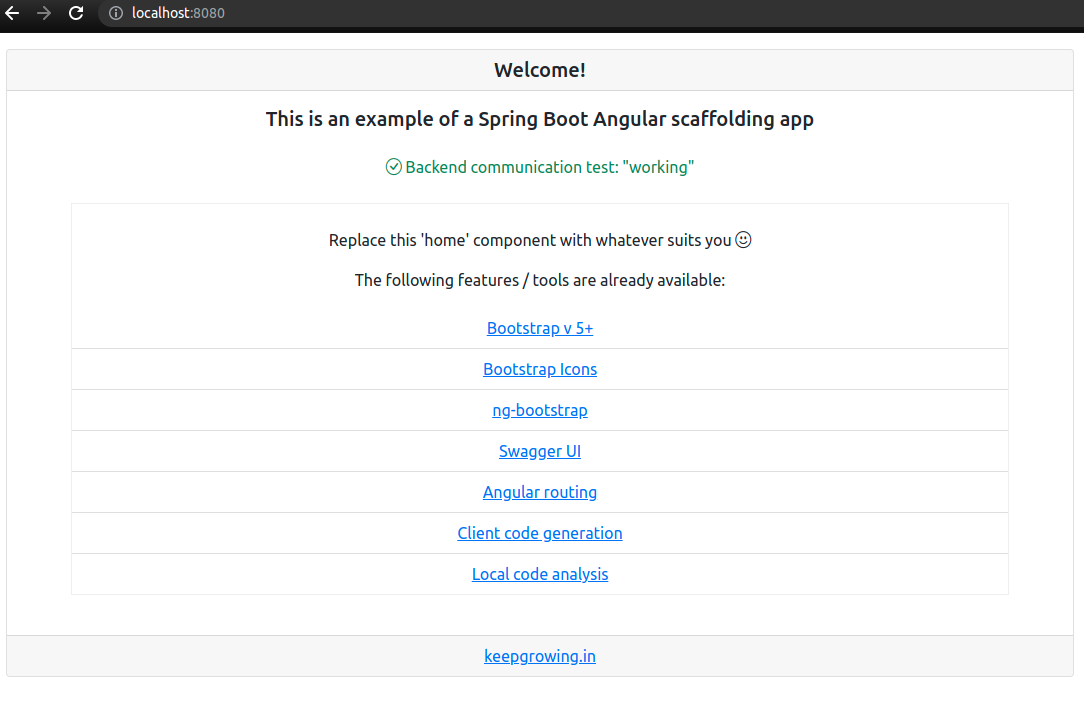 localhost:8080
Welcome!
This is an example of a Spring Boot Angular scaffolding app
Backend communication test: "working"
Replace this 'home' component with whatever suits you
The following features / tools are already available:
Bootstrap v 5+
Bootstrap Icons
ng-bootstrap
Swagger UI
Angular routing
Client code generation
Local code analysis
keepgrowing.in